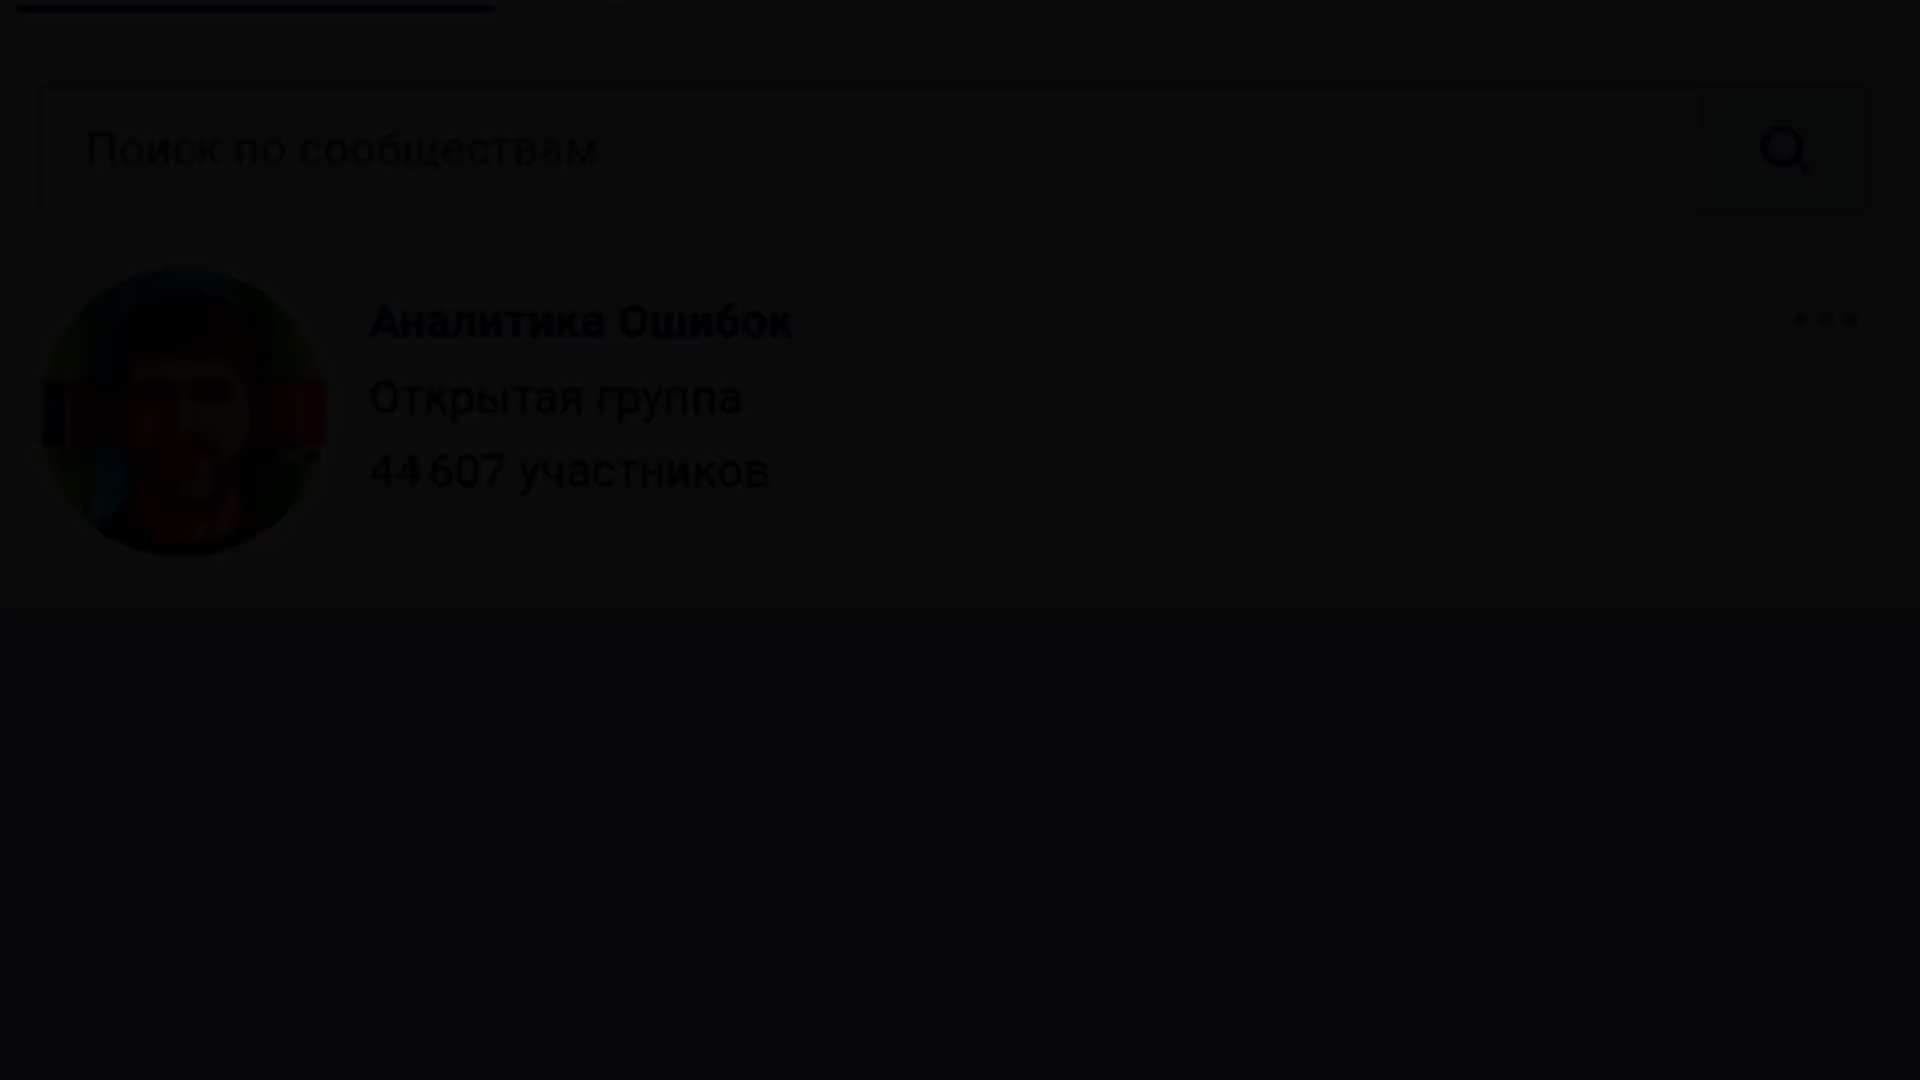 Поиск по сообществам
Аналитика Ошибок
Открытая группа
44 607 участников